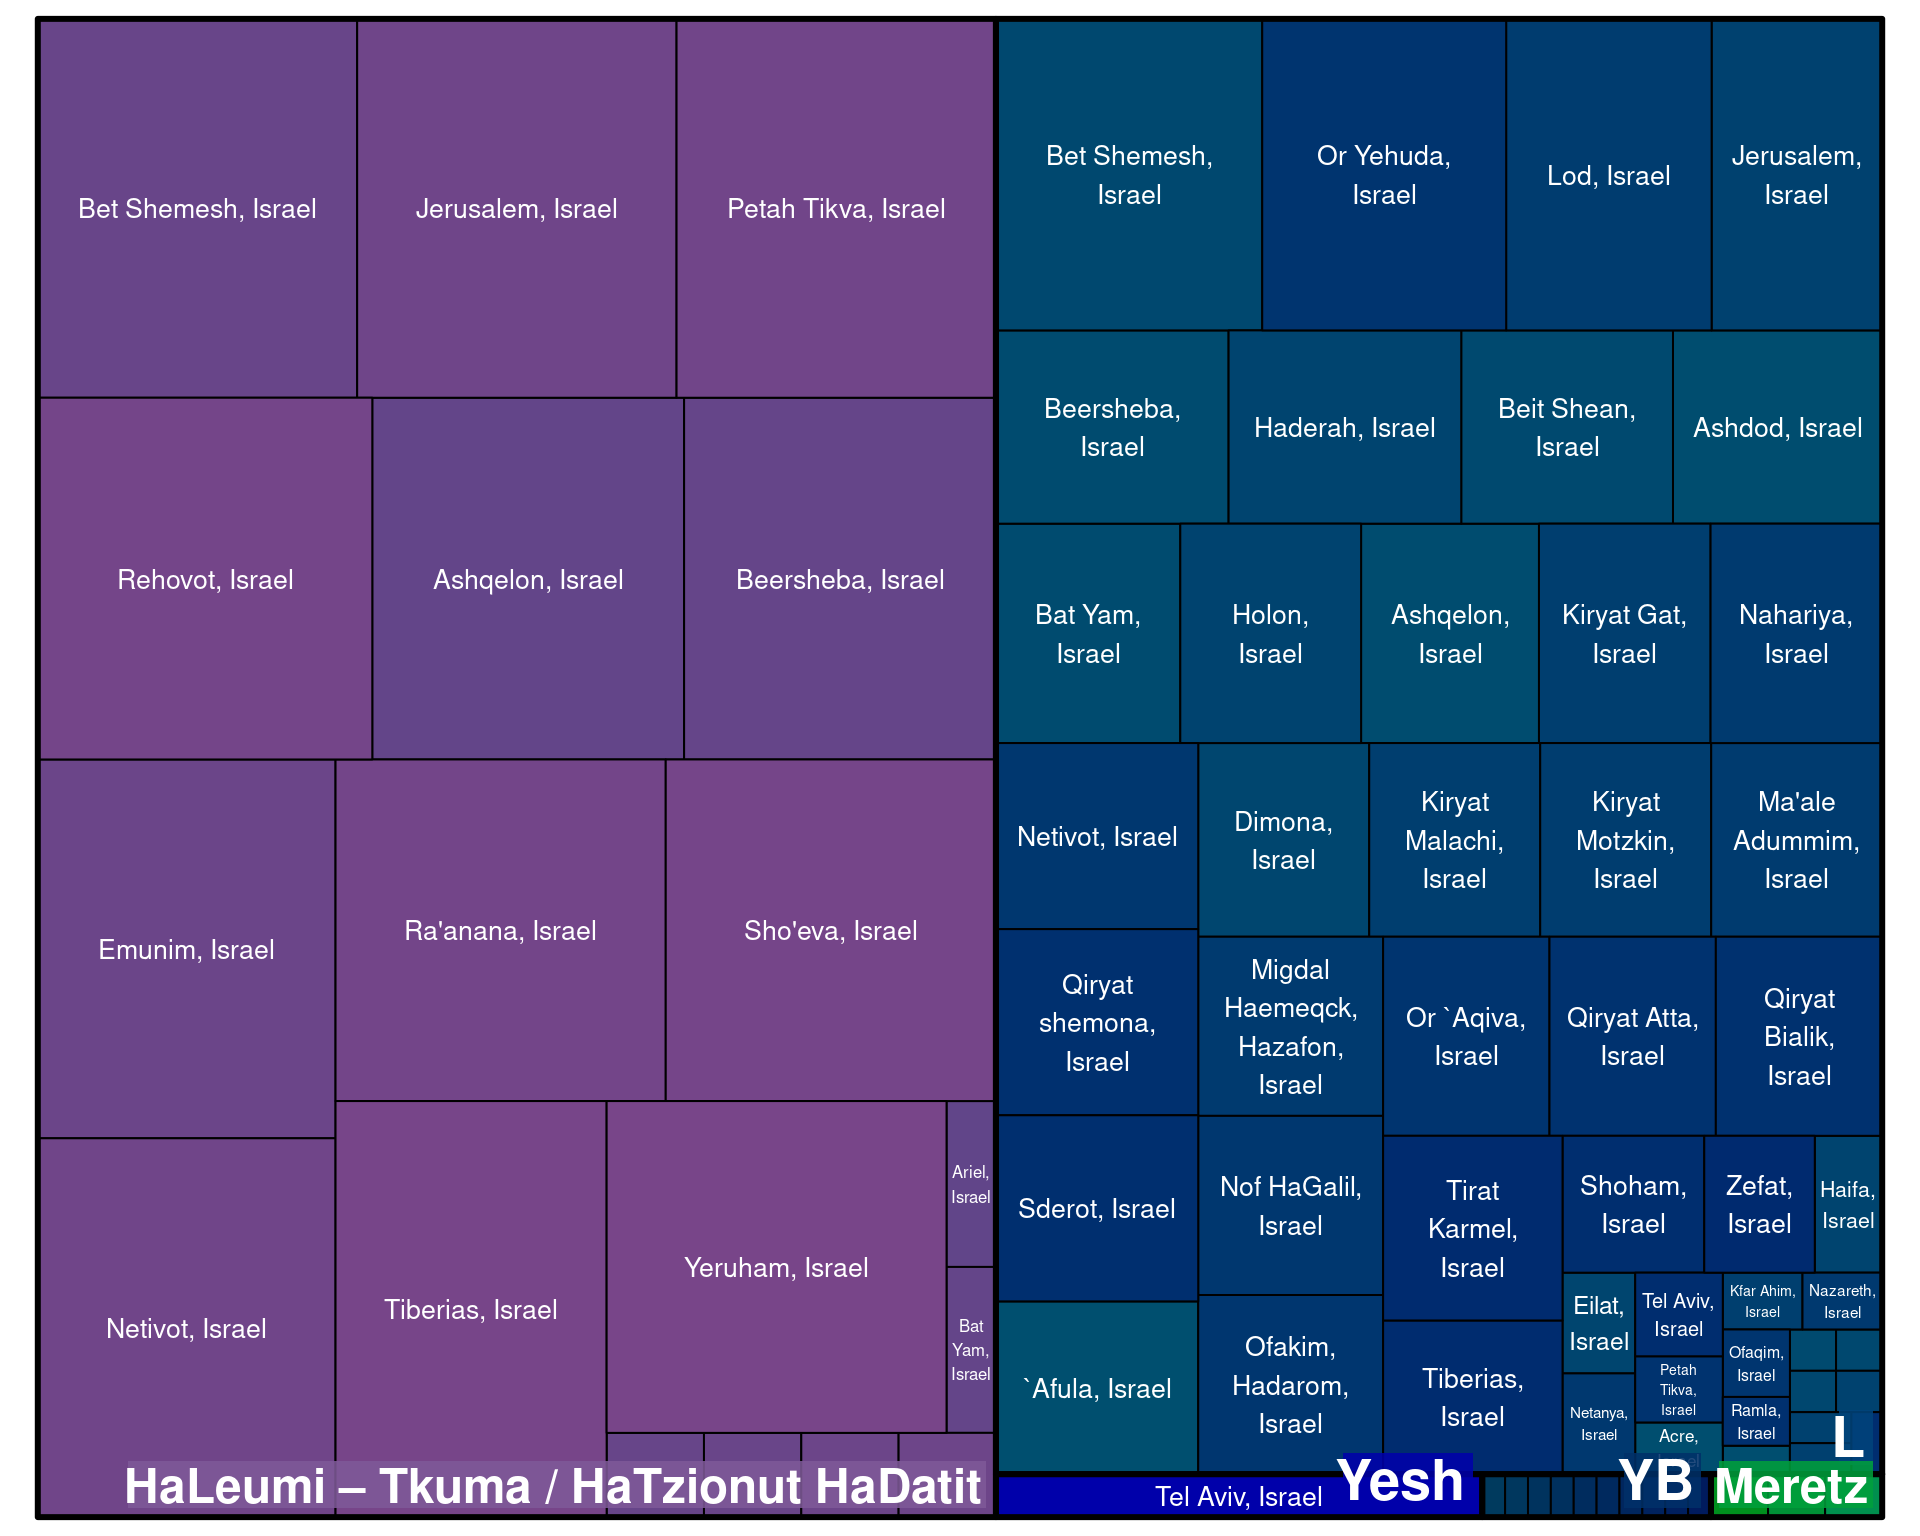 Bet Shemesh, Israel
Jerusalem, Israel
Petah Tikva, Israel
Rehovot, Israel
Ashqelon, Israel
Beersheba, Israel
Emunim, Israel
Ra'anana, Israel
Sho'eva, Israel
Netivot, Israel
Tiberias, Israel
Yeruham, Israel
Ariel,
Israel
Bat
Yam,
Israel
HaLeumi – Tkuma / HaTzionut HaDatit
Bet Shemesh,
Israel
Or Yehuda,
Israel
Lod, Israel
Jerusalem,
Israel
Beersheba,
Israel
Haderah, Israel
Beit Shean,
Israel
Ashdod, Israel
Bat Yam,
Israel
Holon,
Israel
Ashqelon,
Israel
Kiryat Gat,
Israel
Nahariya,
Israel
Netivot, Israel
Dimona,
Israel
Kiryat
Malachi,
Israel
Kiryat
Motzkin,
Israel
Ma'ale
Adummim,
Israel
Qiryat
shemona,
Israel
Migdal
Haemeqck,
Hazafon,
Israel
Or `Aqiva,
Israel
Qiryat Atta,
Israel
Qiryat
Bialik,
Israel
Sderot, Israel
Nof HaGalil,
Israel
Tirat
Karmel,
Israel
Shoham,
Israel
Zefat,
Israel
Haifa,
Israel
`Afula, Israel
Ofakim,
Hadarom,
Israel
Tiberias,
Israel
Eilat,
Israel
Tel Aviv,
Israel
Kfar Ahim,
Israel
Nazareth,
Israel
Petah
Tikva,
Israel
Ofaqim,
Israel
Netanya,
Israel
Ramla,
Israel
Acre,
L
Tel Aviv, Israel
Yesh
YB
Meretz